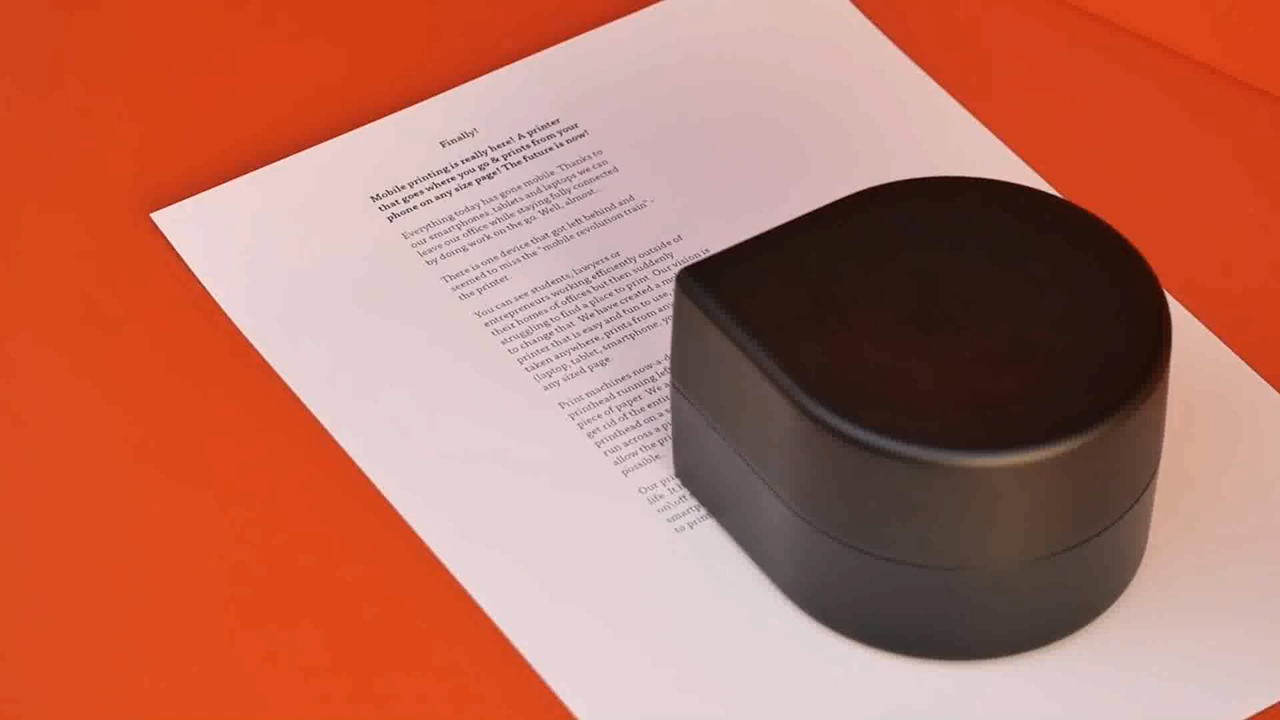 Finally!
Mobile printing is really here! A printer
that goes where you go & prints from your
phone on any size page! The future is now!
Everything today has gone mobile. Thanks to
our smartphones, tablets and laptops we can
leave our office while staying fully connected
by doing work on the go. Well, almost...
There is one device that got left behind and
seemed to miss the "mobile revolution train" -
the printer.
You can see students, lawyers or
entrepreneurs working efficiently outside of
their homes of offices but then suddenly
struggling to find a place to print. Our vision is
to change that. We have created a
printer that is easy and fun to use,
taken anywhere, prints from
(laptop, tablet, smartphone,
any sized page.
Print machines now-a-
printhead running left
piece of paper. We
get rid of the
printhead on a
run across a
allow the
possible.
Our
life. It
on\off
to